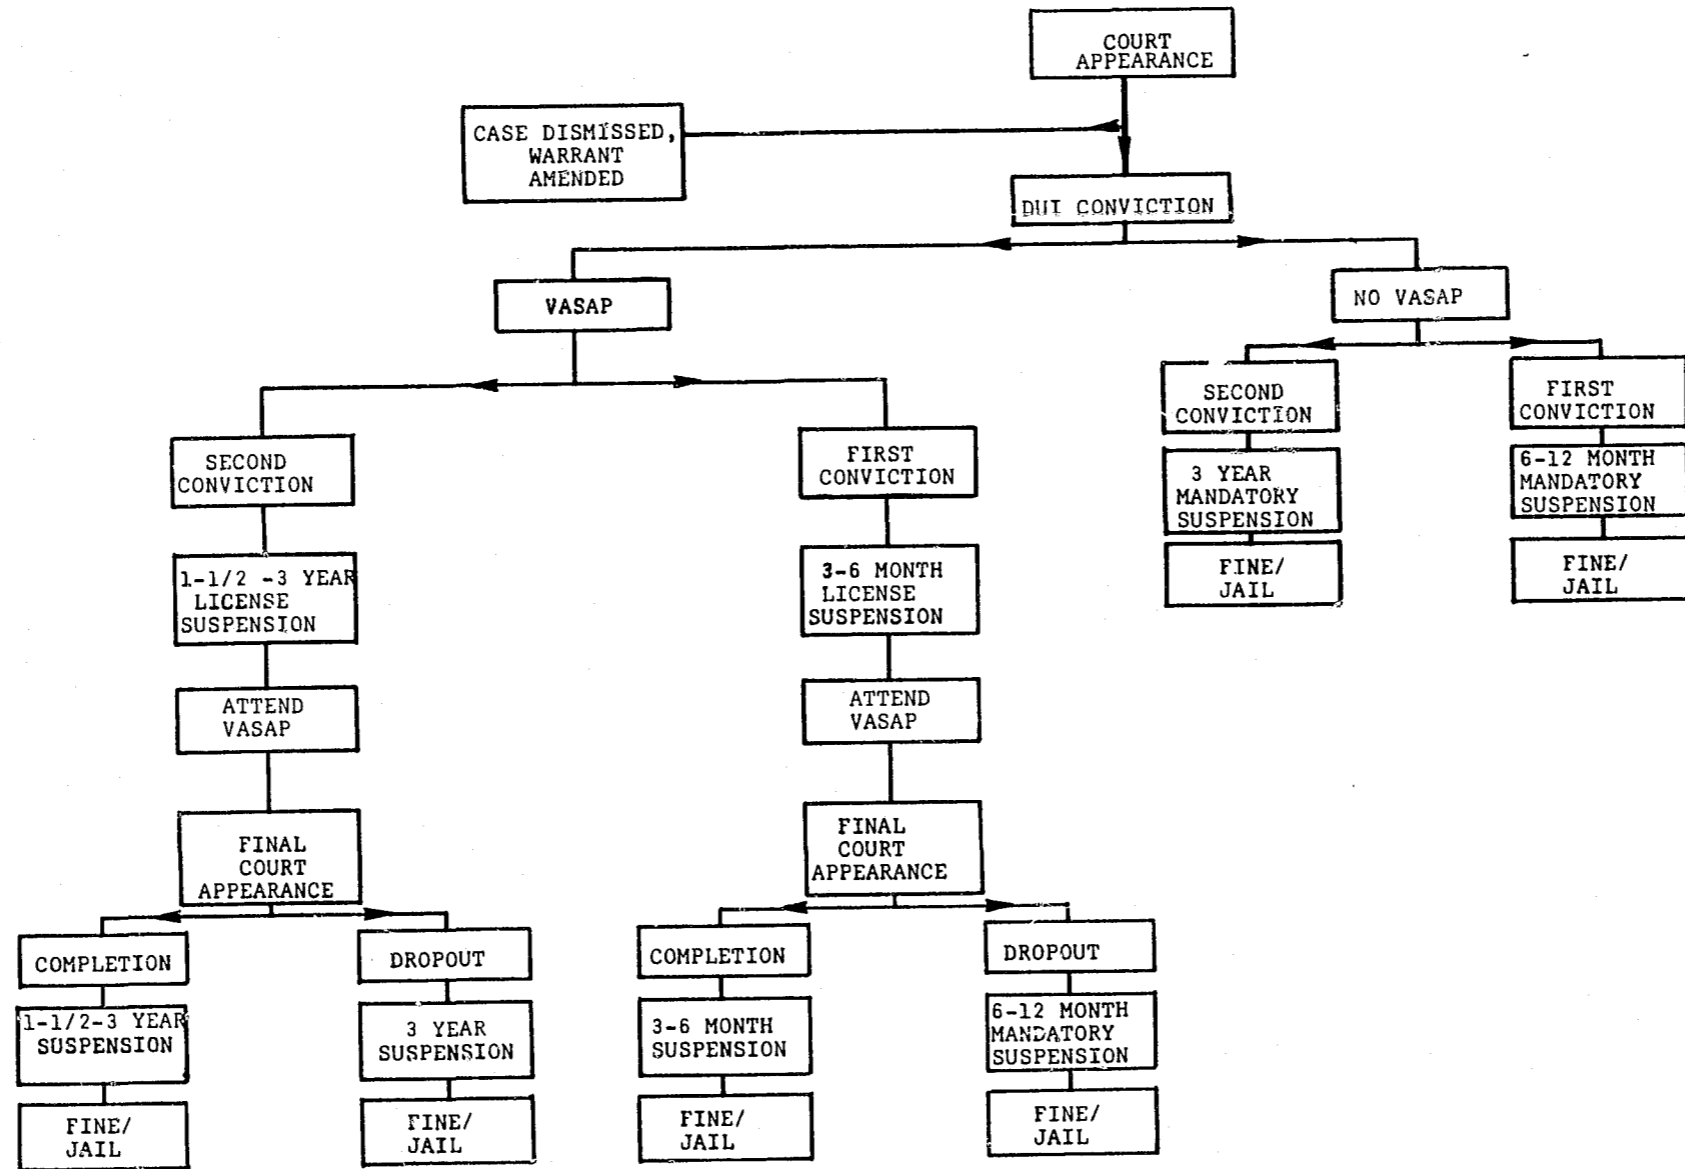 COURT
APPEARANCE
CASE DISMISSED,
WARRANT
AMENDED
DUI CONVICTION
VASAP
NO VASAP
SECOND
CONVICTION
FIRST
CONVICTION
SECOND
CONVICTION
FIRST
CONVICTION
3 YEAR
MANDATORY
SUSPENSION
6-12 MONTH
MANDATORY
SUSPENSION
1-1/2 -3 YEAR
LICENSE
SUSPENSION
3-6 MONTH
LICENSE
SUSPENSION
FINE/
JAIL
FINE/
JAIL
ATTEND
VASAP
ATTEND
VASAP
FINAL
COURT
APPEARANCE
FINAL
COURT
APPEARANCE
COMPLETION
DROPOUT
COMPLETION
DROPOUT
1-1/2-3 YEAR
SUSPENSION
3 YEAR
SUSPENSION
3-6 MONTH
SUSPENSION
6-12 MONTH
MANDATORY
SUSPENSION
FINE/
JAIL
FINE/
JAIL
FINE/
JAIL
FINE/
JAIL